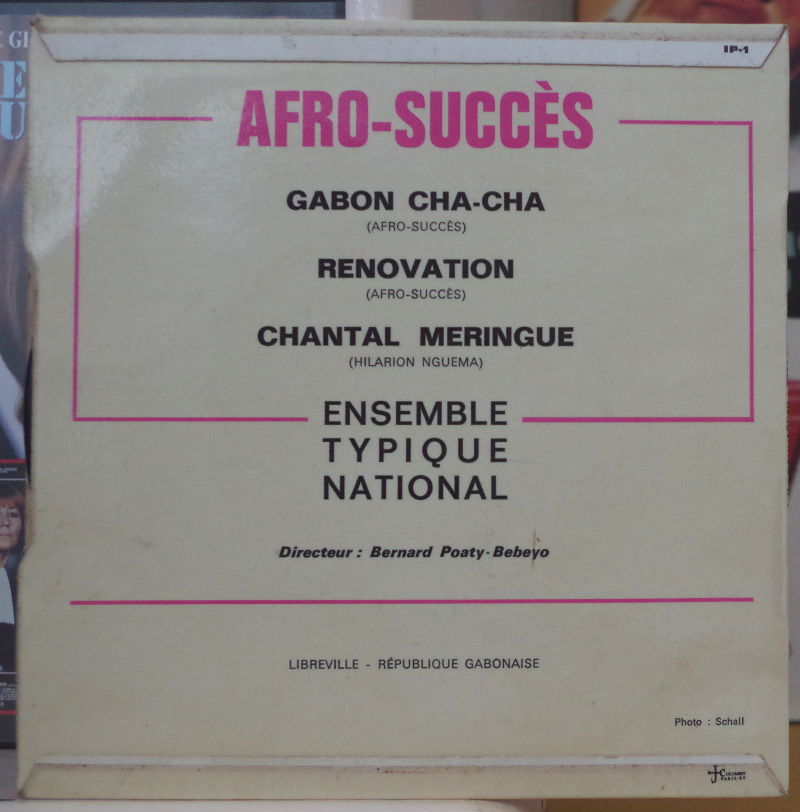 IP-1
AFRO-SUCCÈS
GABON CHA-CHA
(AFRO-SUCCÈS)
RENOVATION
(AFRO-SUCCÈS)
CHANTAL MERINGUE
(HILARION NGUEMA)
ENSEMBLE
TYPIQUE
NATIONAL
Directeur : Bernard Poaty-Bebeyo
LIBREVILLE - RÉPUBLIQUE GABONAISE
Photo : Schall